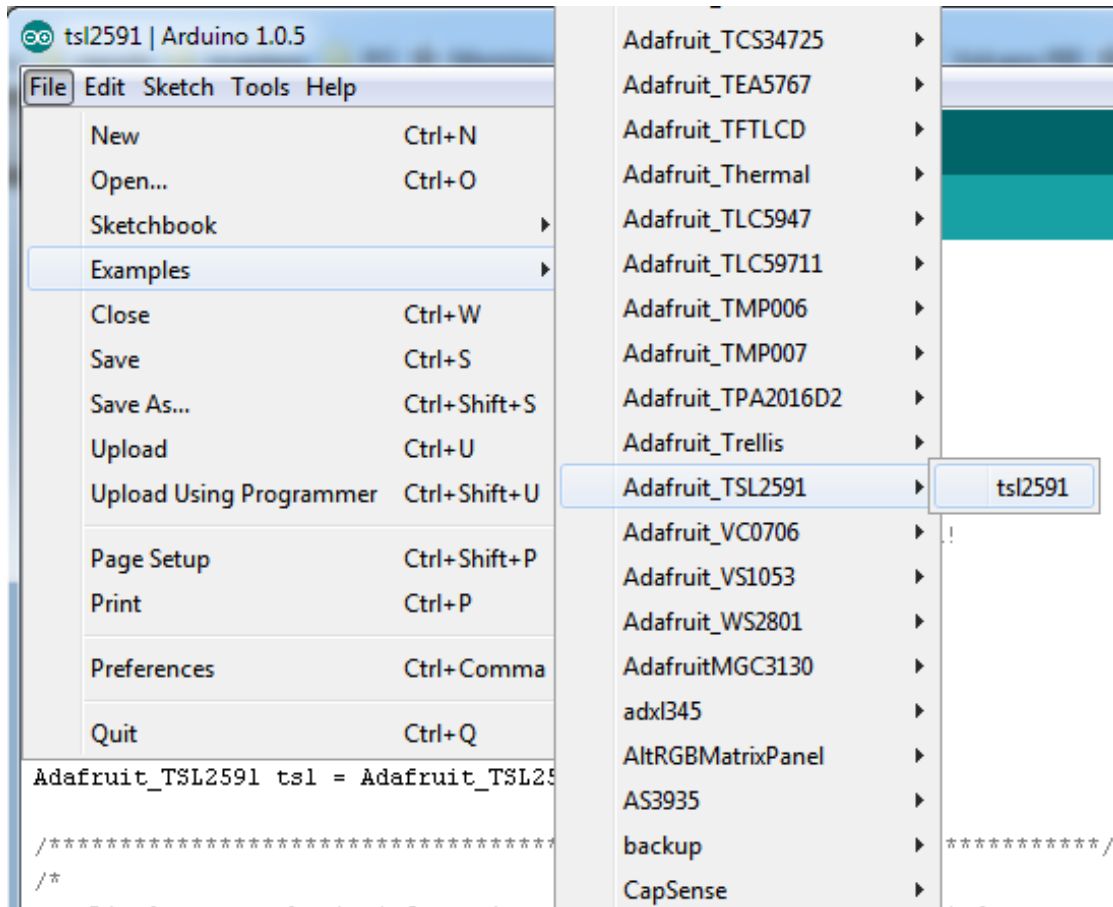 tsl2591 | Arduino 1.0.5
File Edit Sketch Tools Help
New Ctrl+N
Open... Ctrl+O
Sketchbook
Examples
Close Ctrl+W
Save Ctrl+S
Save As... Ctrl+Shift+S
Upload Ctrl+U
Upload Using Programmer Ctrl+Shift+U
Page Setup Ctrl+Shift+P
Print Ctrl+P
Preferences Ctrl+Comma
Quit Ctrl+Q
Adafruit_TCS34725
Adafruit_TEA5767
Adafruit_TFTLCD
Adafruit_Thermal
Adafruit_TLC5947
Adafruit_TLC59711
Adafruit_TMP006
Adafruit_TMP007
Adafruit_TPA2016D2
Adafruit_Trellis
Adafruit_TSL2591
Adafruit_VC0706
Adafruit_VS1053
Adafruit_WS2801
AdafruitMGC3130
adxl345
AltRGBMatrixPanel
AS3935
backup
CapSense
tsl2591
.!
Adafruit_TSL2591 tsl = Adafruit_TSL25
/************************************ ***********/
/*